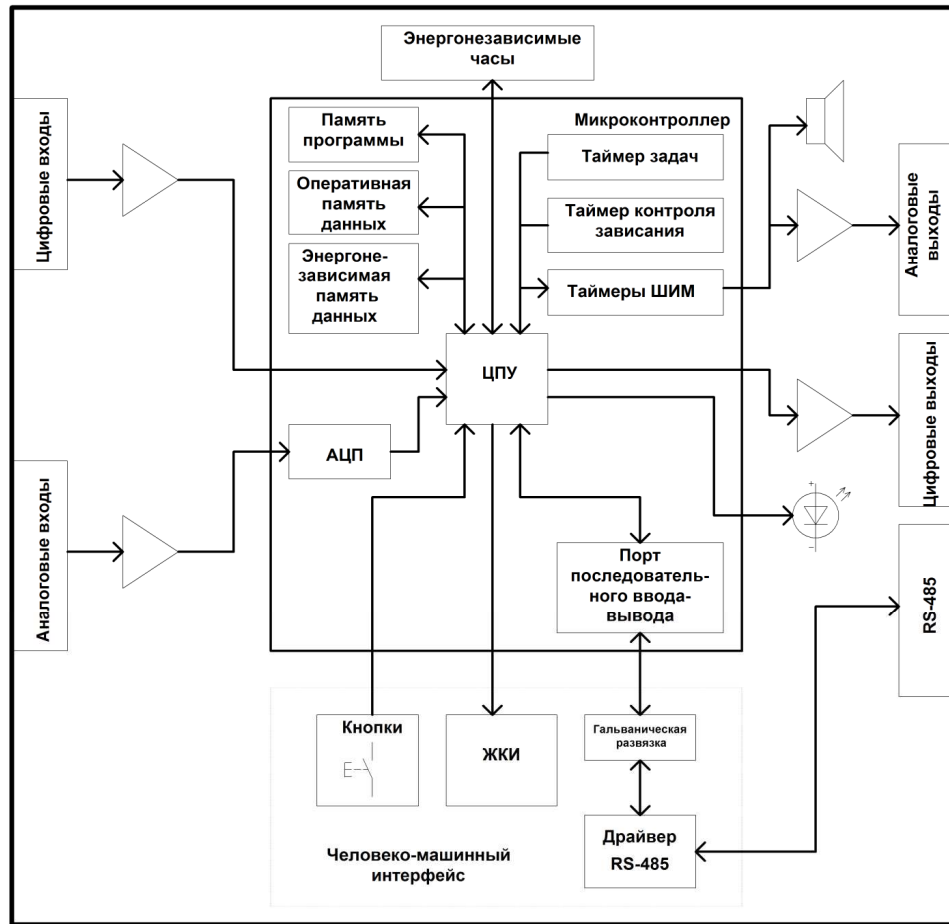 Энергонезависимые
часы
Цифровые входы
Память
программы
Оперативная
память
данных
Энергоне-
зависимая
память
данных
Микроконтроллер
Таймер задач
Таймер контроля
зависания
Таймеры ШИМ
Аналоговые
выходы
ЦПУ
Цифровые выходы
Аналоговые входы
АЦП
+
−
Порт
последователь-
ного ввода-
вывода
RS-485
Кнопки
E
ЖКИ
Гальваническая
развязка
Драйвер
RS-485
Человеко-машинный
интерфейс